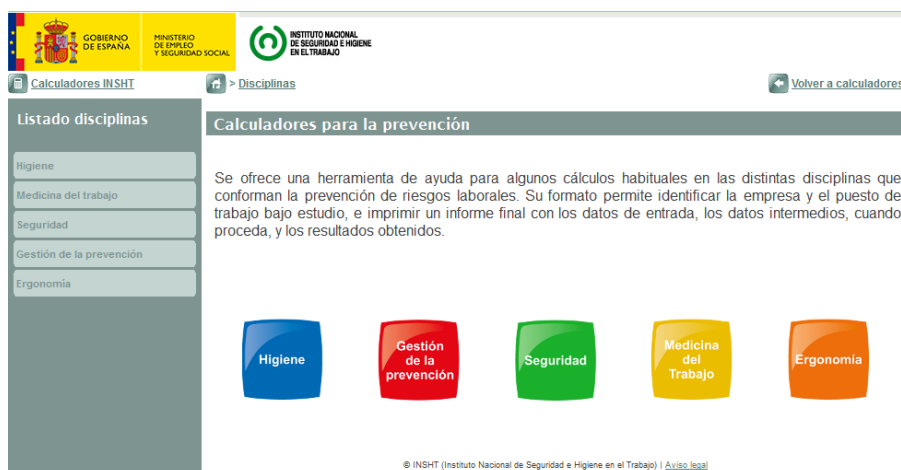 GOBIERNO
DE ESPAÑA
MINISTERIO
DE EMPLEO
Y SEGURIDAD SOCIAL
INSTITUTO NACIONAL
DE SEGURIDAD E HIGIENE
EN EL TRABAJO
Calculadores INSHT
> Disciplinas
Volver a calculadores
Listado disciplinas
Higiene
Medicina del trabajo
Seguridad
Gestión de la prevención
Ergonomía
Calculadores para la prevención
Se ofrece una herramienta de ayuda para algunos cálculos habituales en las distintas disciplinas que
conforman la prevención de riesgos laborales. Su formato permite identificar la empresa y el puesto de
trabajo bajo estudio, e imprimir un informe final con los datos de entrada, los datos intermedios, cuando
proceda, y los resultados obtenidos.
Higiene
Gestión
de la
prevención
Seguridad
Medicina
del
Trabajo
Ergonomía
© INSHT (Instituto Nacional de Seguridad e Higiene en el Trabajo) | Aviso legal